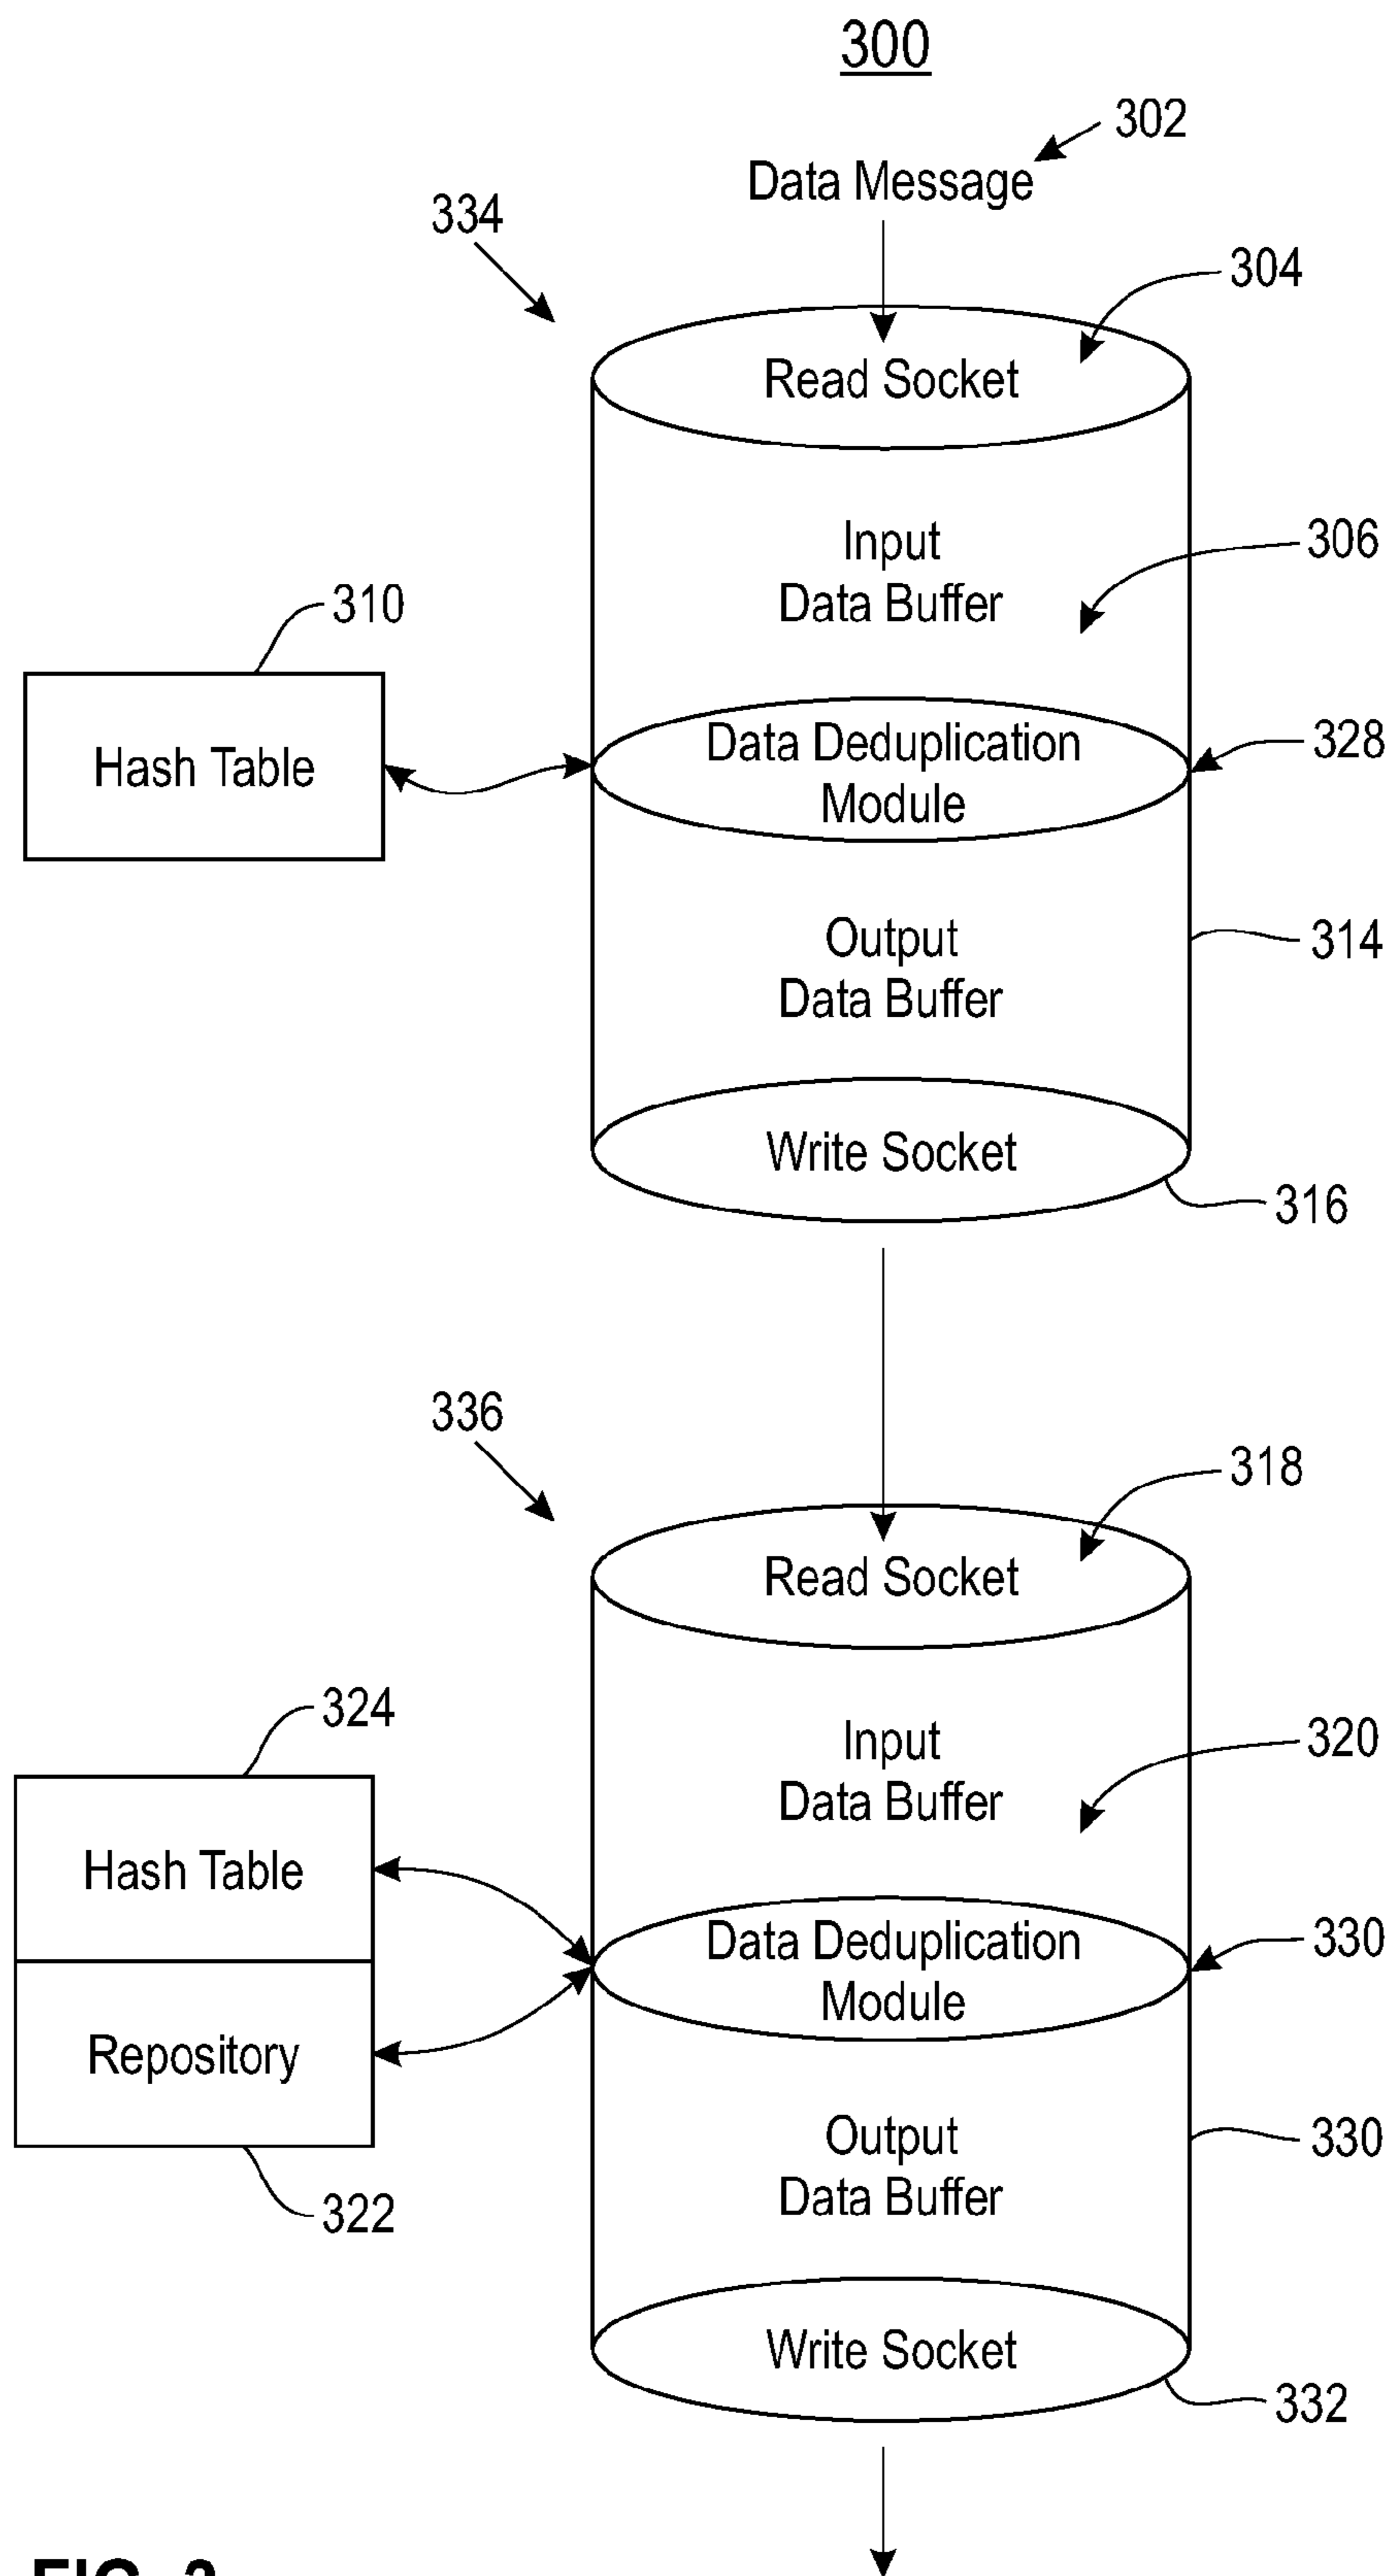 300
302
Data Message
334
304
Read Socket
Input
Data Buffer
306
310
Hash Table
Data Deduplication
Module
328
Output
Data Buffer
314
Write Socket
316
336
318
Read Socket
324
Input
Data Buffer
320
Hash Table
Data Deduplication
Module
330
Repository
Output
Data Buffer
330
322
Write Socket
332